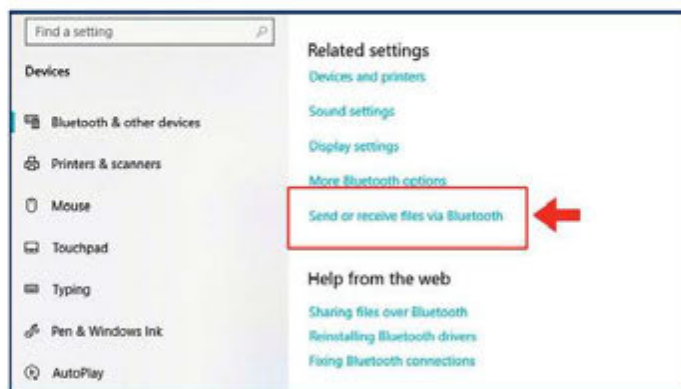 Find a setting
Devices
Bluetooth & other devices
Printers & scanners
Mouse
Touchpad
Typing
Pen & Windows Ink
AutoPlay
Related settings
Devices and printers
Sound settings
Display settings
More Bluetooth options
Send or receive files via Bluetooth
Help from the web
Sharing files over Bluetooth
Reinstalling Bluetooth drivers
Fixing Bluetooth connections